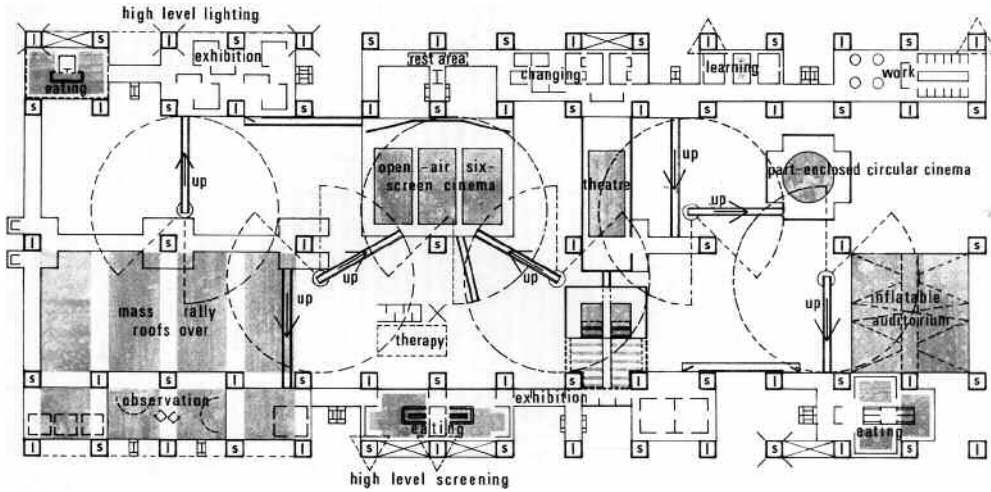 high level lighting
exhibition
rest area
changing
learning
work
eating
up
open-air six-
screen cinema
theatre
up
part-enclosed circular cinema
up
up
up
up
mass rally
roofs over
up
inflatable
auditorium
therapy
observation
exhibition
eating
eating
high level screening